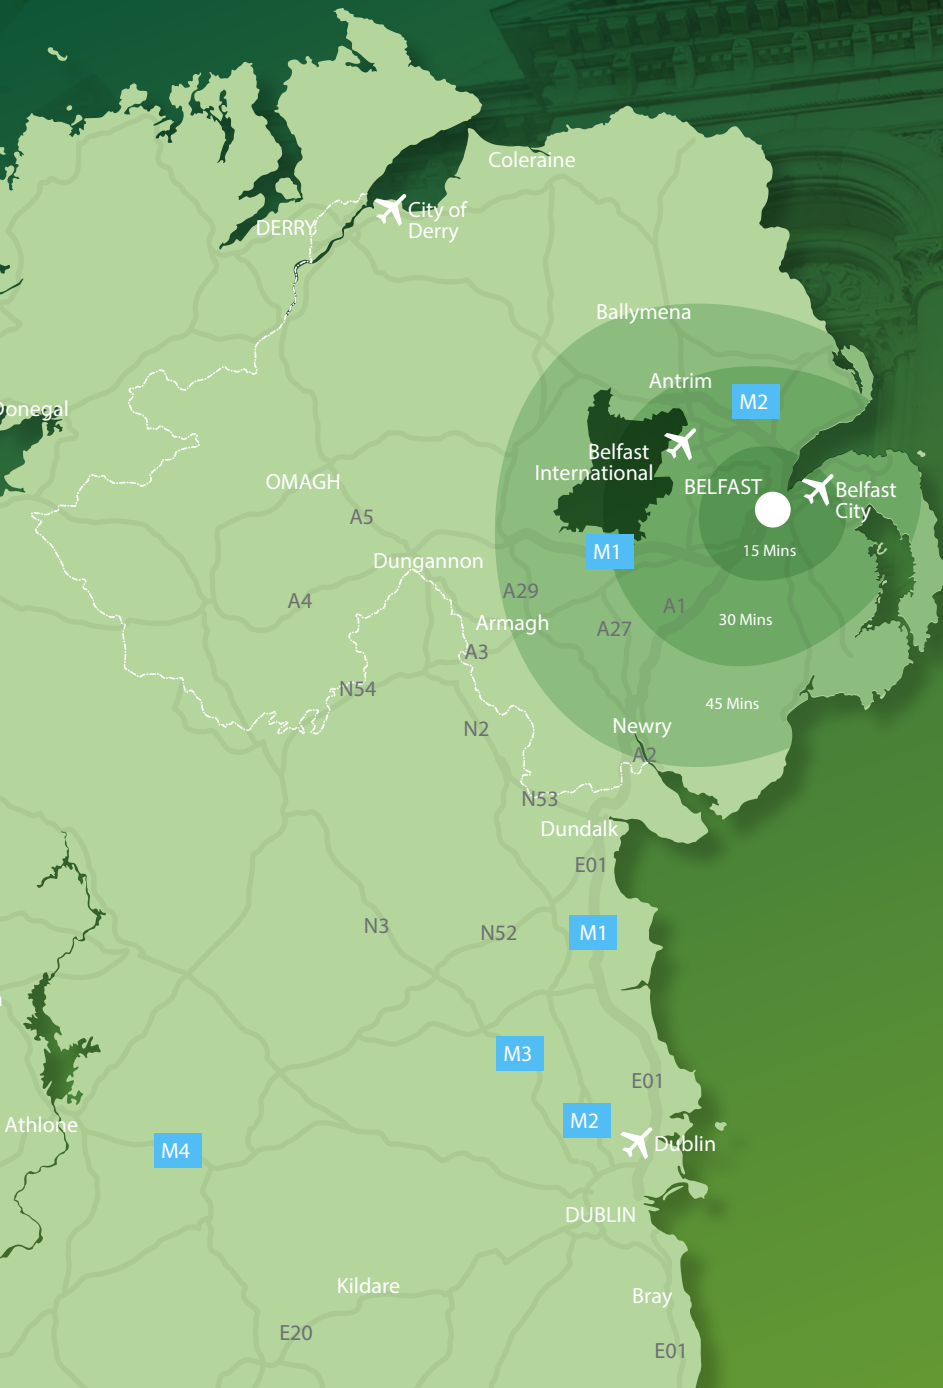 Coleraine
City of
Derry
DERRY
Ballymena
Antrim
M2
Donegal
Belfast
International
OMAGH
BELFAST
Belfast
City
A5
M1
15 Mins
Dungannon
A29
A4
A1
30 Mins
Armagh
A27
A3
N54
45 Mins
N2
Newry
A2
N53
Dundalk
E01
N3
N52
M1
M3
E01
M2
Athlone
M4
Dublin
DUBLIN
Kildare
Bray
E20
E01